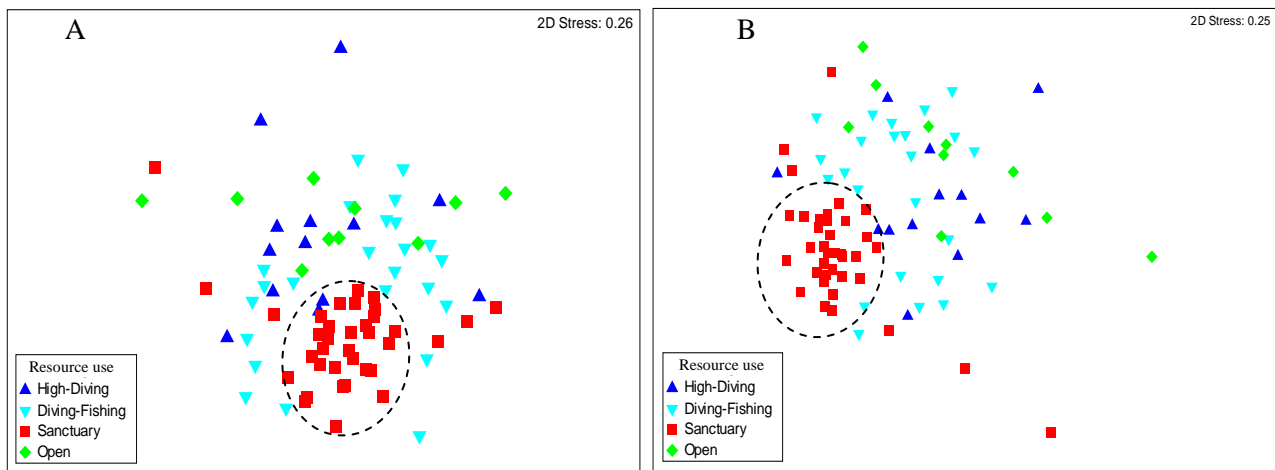 A
2D Stress: 0.26
Resource use
High-Diving
Diving-Fishing
Sanctuary
Open
B
2D Stress: 0.25
Resource use
High-Diving
Diving-Fishing
Sanctuary
Open